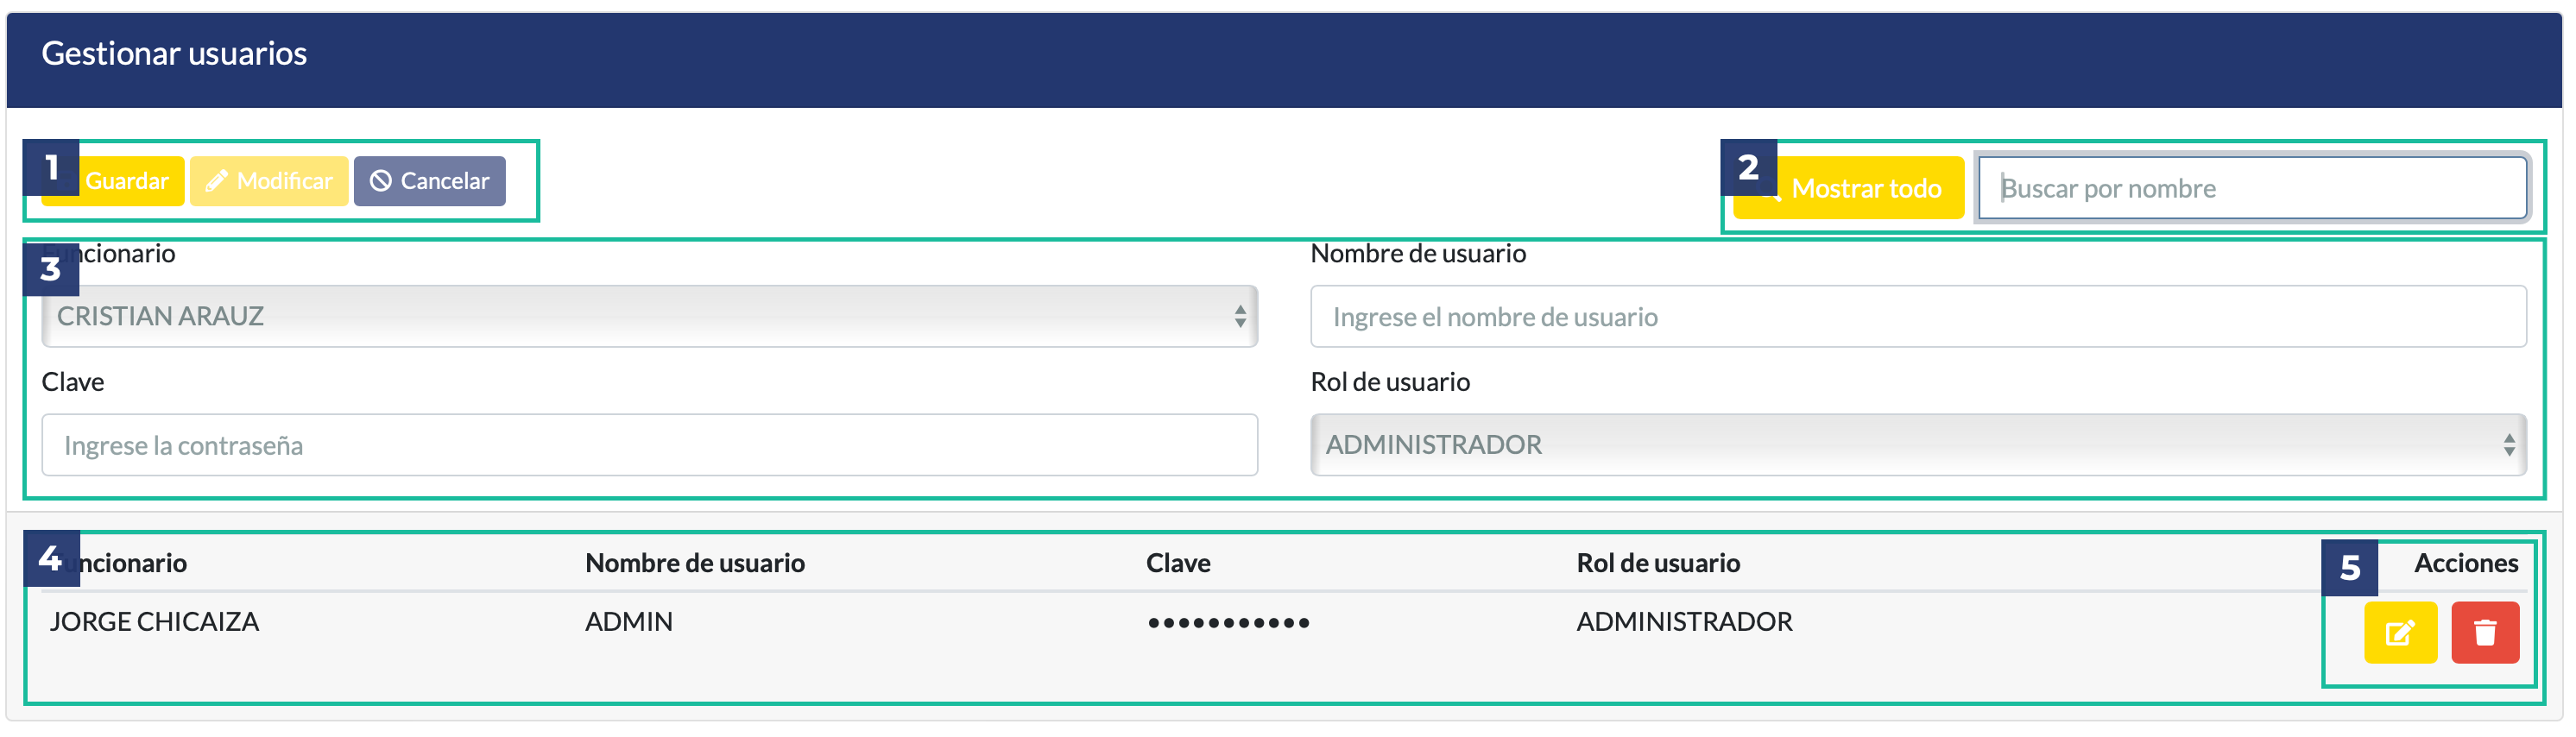 Gestionar usuarios
1 Guardar Modificar Cancelar
2 Mostrar todo Buscar por nombre
3 uncionario Nombre de usuario
CRISTIAN ARAUZ Ingrese el nombre de usuario
Clave Rol de usuario
Ingrese la contraseña ADMINISTRADOR
4 uncionario Nombre de usuario Clave Rol de usuario 5 Acciones
JORGE CHICAIZA ADMIN ••••••••••• ADMINISTRADOR